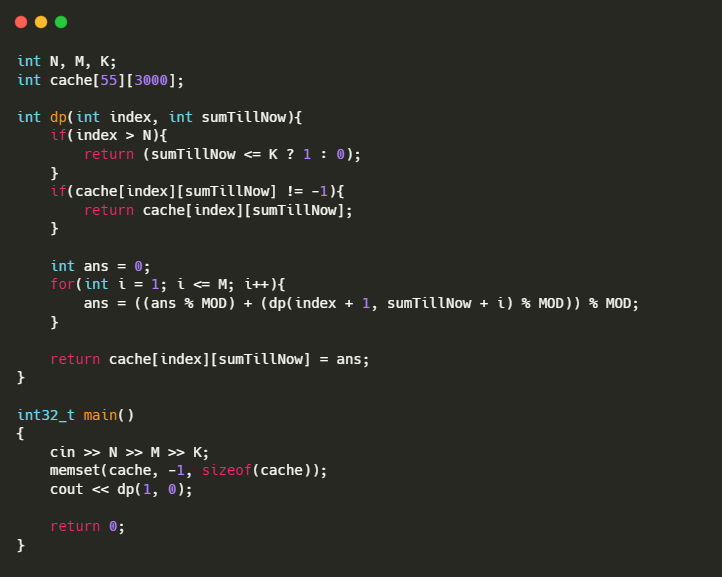 int N, M, K;
int cache[55][3000];

int dp(int index, int sumTillNow){
    if(index > N){
        return (sumTillNow <= K ? 1 : 0);
    }
    if(cache[index][sumTillNow] != -1){
        return cache[index][sumTillNow];
    }

    int ans = 0;
    for(int i = 1; i <= M; i++){
        ans = ((ans % MOD) + (dp(index + 1, sumTillNow + i) % MOD)) % MOD;
    }

    return cache[index][sumTillNow] = ans;
}

int32_t main()
{
    cin >> N >> M >> K;
    memset(cache, -1, sizeof(cache));
    cout << dp(1, 0);

    return 0;
}